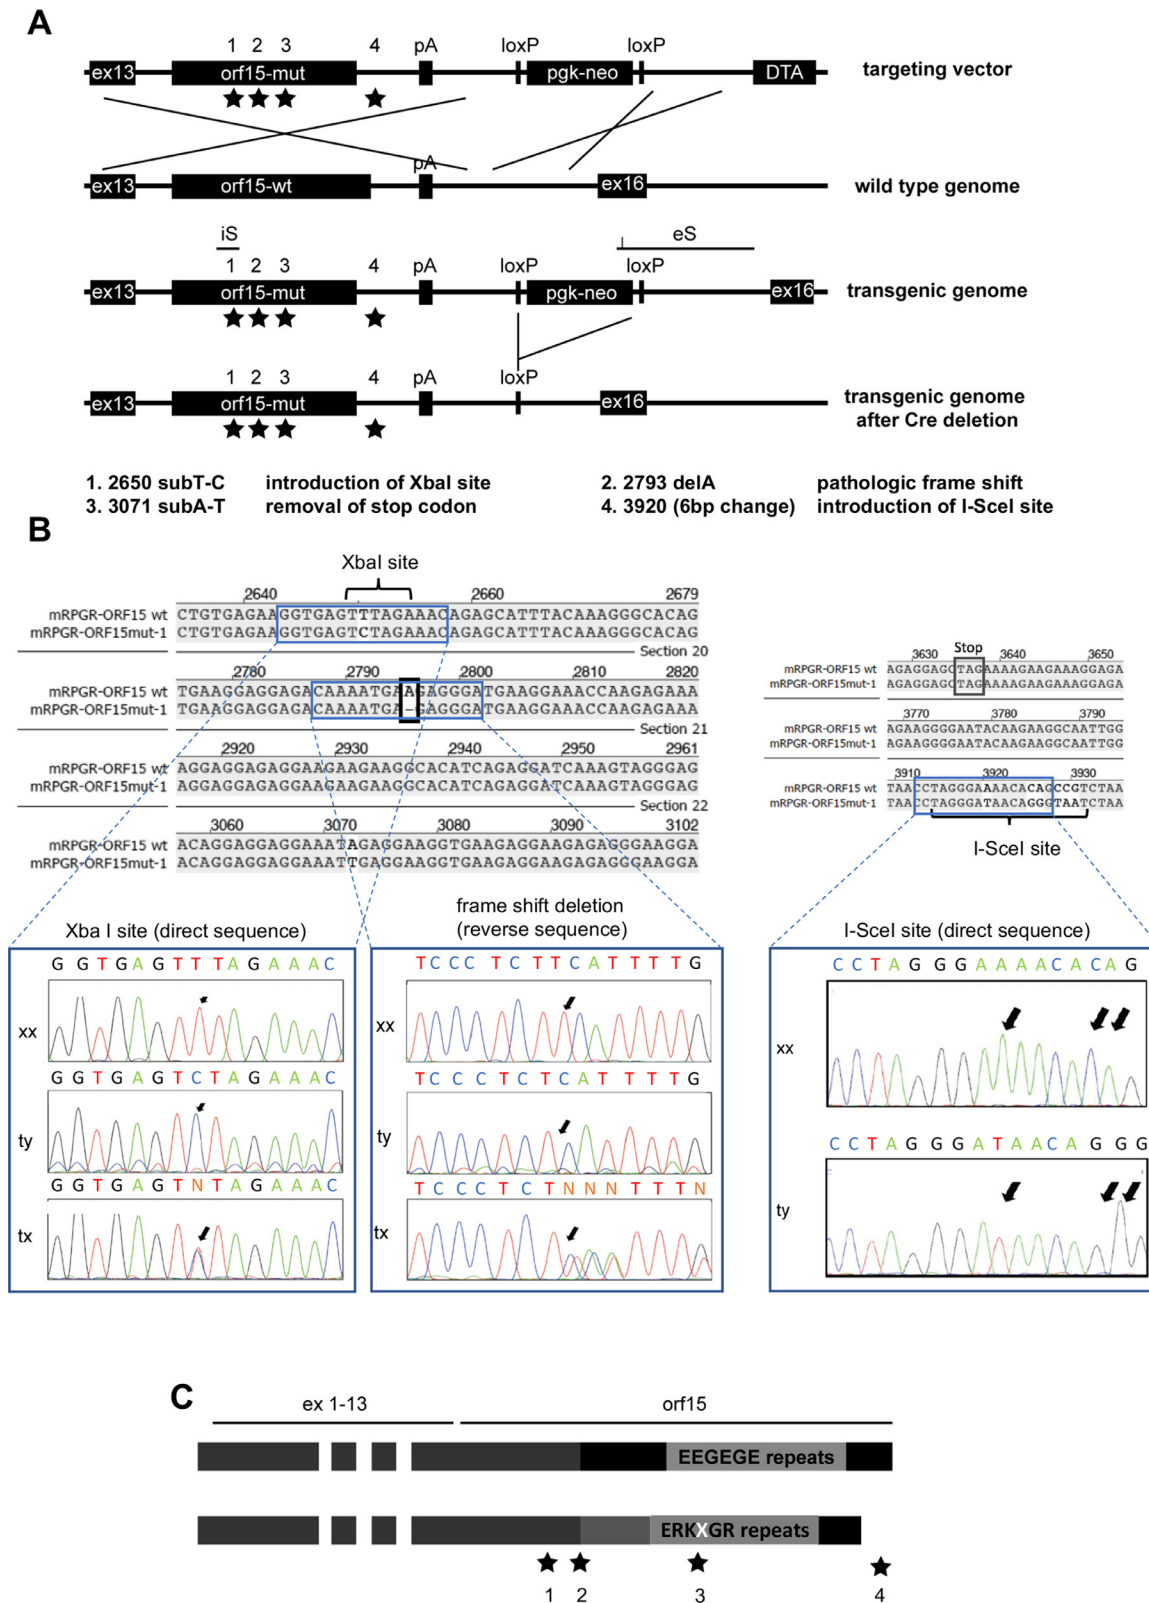 A
1 2 3 4 pA loxP loxP
ex13 orf15-mut pgk-neo DTA targeting vector
pA
ex13 orf15-wt ex16 wild type genome
iS eS
1 2 3 4 pA loxP loxP
ex13 orf15-mut pgk-neo ex16 transgenic genome
1 2 3 4 pA loxP
ex13 orf15-mut ex16 transgenic genome
after Cre deletion
1. 2650 subT-C introduction of XbaI site 2. 2793 delA pathologic frame shift
3. 3071 subA-T removal of stop codon 4. 3920 (6bp change) introduction of I-SceI site
B
XbaI site
2640 2660 2679
mRPGR-ORF15 wt CTGTGAGAAGGTGAGTTTAGAAACAGAGCATTTACAAAGGGCACAG
mRPGR-ORF15mut-1 CTGTGAGAAGGTGAGTCTAGAAACAGAGCATTTACAAAGGGCACAG
Section 20
2780 2793 2800 2810 2820
mRPGR-ORF15 wt TGAAGGAGGAGACAAAATGAAGAGGGATGAAGGAAACCAAGAGAAA
mRPGR-ORF15mut-1 TGAAGGAGGAGACAAAATGA-GAGGGATGAAGGAAACCAAGAGAAA
Section 21
2920 2930 2940 2950 2961
mRPGR-ORF15 wt AGGAGGAGAGGAAGAAGAAGGCACATCAGAGGATCAAAGTAGGGAG
mRPGR-ORF15mut-1 AGGAGGAGAGGAAGAAGAAGGCACATCAGAGGATCAAAGTAGGGAG
Section 22
3060 3071 3080 3090 3102
mRPGR-ORF15 wt ACAGGAGGAGGAAATAGAGGAAGGTGAAGAGGAAGAGAGGGAAGGA
mRPGR-ORF15mut-1 ACAGGAGGAGGAAATTGAGGAAGGTGAAGAGGAAGAGAGGGAAGGA
Stop
3630 3640 3650
mRPGR-ORF15 wt AGAGGAGCTAGAAAAGAAGAAAGGAGA
mRPGR-ORF15mut-1 AGAGGAGCTAGAAAAGAAGAAAGGAGA
3770 3780 3790
mRPGR-ORF15 wt AGAAGGGGAATACAAGAAGGCAATTGG
mRPGR-ORF15mut-1 AGAAGGGGAATACAAGAAGGCAATTGG
3910 3920 3930
mRPGR-ORF15 wt TAACCTAGGGAAAACACAGCCGTCTAA
mRPGR-ORF15mut-1 TAACCTAGGGATAACAGGGTAATCTAA
I-SceI site
Xba I site (direct sequence)
G G T G A G T T T A G A A A C
xx
G G T G A G T C T A G A A A C
ty
G G T G A G T N T A G A A A C
tx
frame shift deletion
(reverse sequence)
T C C C T C T T C A T T T T G
xx
T C C C T C T C A T T T T G
ty
T C C C T C T N N N T T T N
tx
I-SceI site (direct sequence)
C C T A G G G A A A A C A C A G
xx
C C T A G G G A T A A C A G G G
ty
C
ex 1-13 orf15
EEGEGE repeats
ERKXGR repeats
1 2 3 4